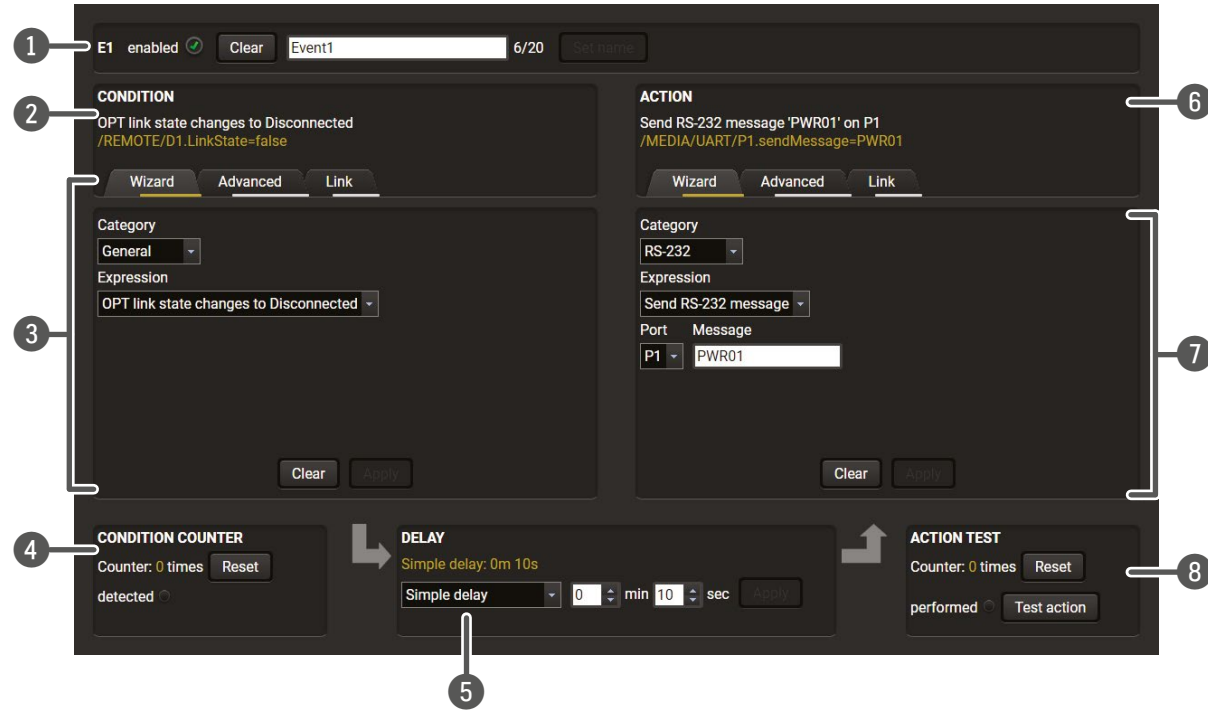 1 E1 enabled Clear Event1 6/20 Set name
2 CONDITION
OPT link state changes to Disconnected
/REMOTE/D1.LinkState=false
Wizard Advanced Link
3 Category
General
Expression
OPT link state changes to Disconnected
Clear Apply
ACTION 6
Send RS-232 message 'PWR01' on P1
/MEDIA/UART/P1.sendMessage=PWR01
Wizard Advanced Link
Category 7
RS-232
Expression
Send RS-232 message
Port Message
P1 PWR01
Clear Apply
4 CONDITION COUNTER
Counter: 0 times Reset
detected
DELAY
Simple delay: 0m 10s
Simple delay 0 min 10 sec Apply
5
ACTION TEST
Counter: 0 times Reset 8
performed Test action